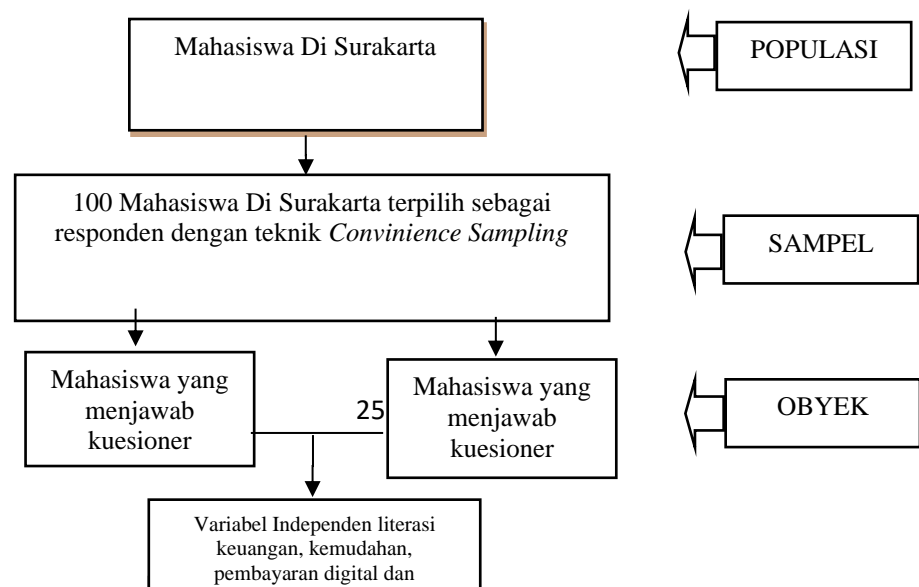 Mahasiswa Di Surakarta
POPULASI
100 Mahasiswa Di Surakarta terpilih sebagai
responden dengan teknik Convinience Sampling
SAMPEL
Mahasiswa yang
menjawab
kuesioner
25
Mahasiswa yang
menjawab
kuesioner
OBYEK
Variabel Independen literasi
keuangan, kemudahan,
pembayaran digital dan